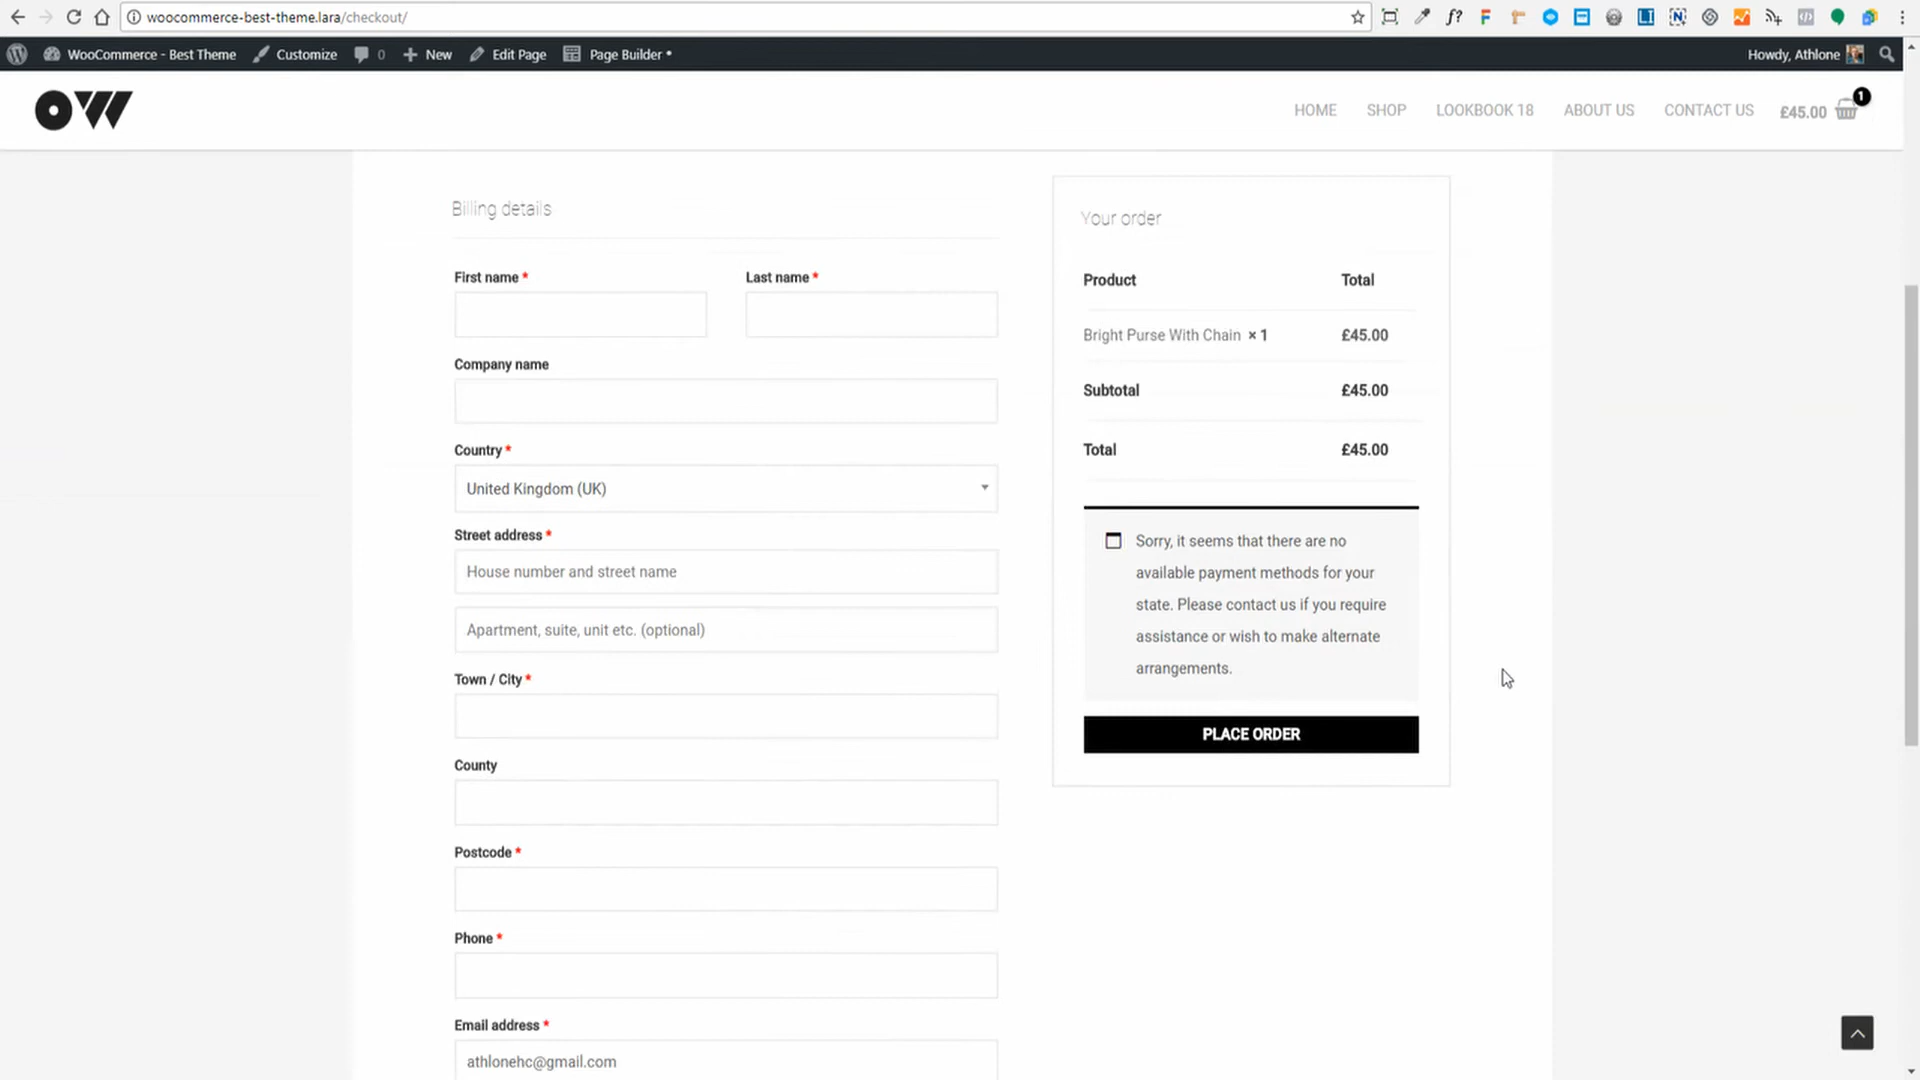 woocommerce-best-theme.lara/checkout/
WooCommerce - Best Theme
Customize
0
New
Edit Page
Page Builder
Howdy, Athlone
OW
HOME
SHOP
LOOKBOOK 18
ABOUT US
CONTACT US
£45.00
1
Billing details
First name *
Last name *
Company name
Country *
United Kingdom (UK)
Street address *
House number and street name
Apartment, suite, unit etc. (optional)
Town / City *
County
Postcode *
Phone *
Email address *
athlonehc@gmail.com
Your order
Product Total
Bright Purse With Chain × 1 £45.00
Subtotal £45.00
Total £45.00
Sorry, it seems that there are no
available payment methods for your
state. Please contact us if you require
assistance or wish to make alternate
arrangements.
PLACE ORDER